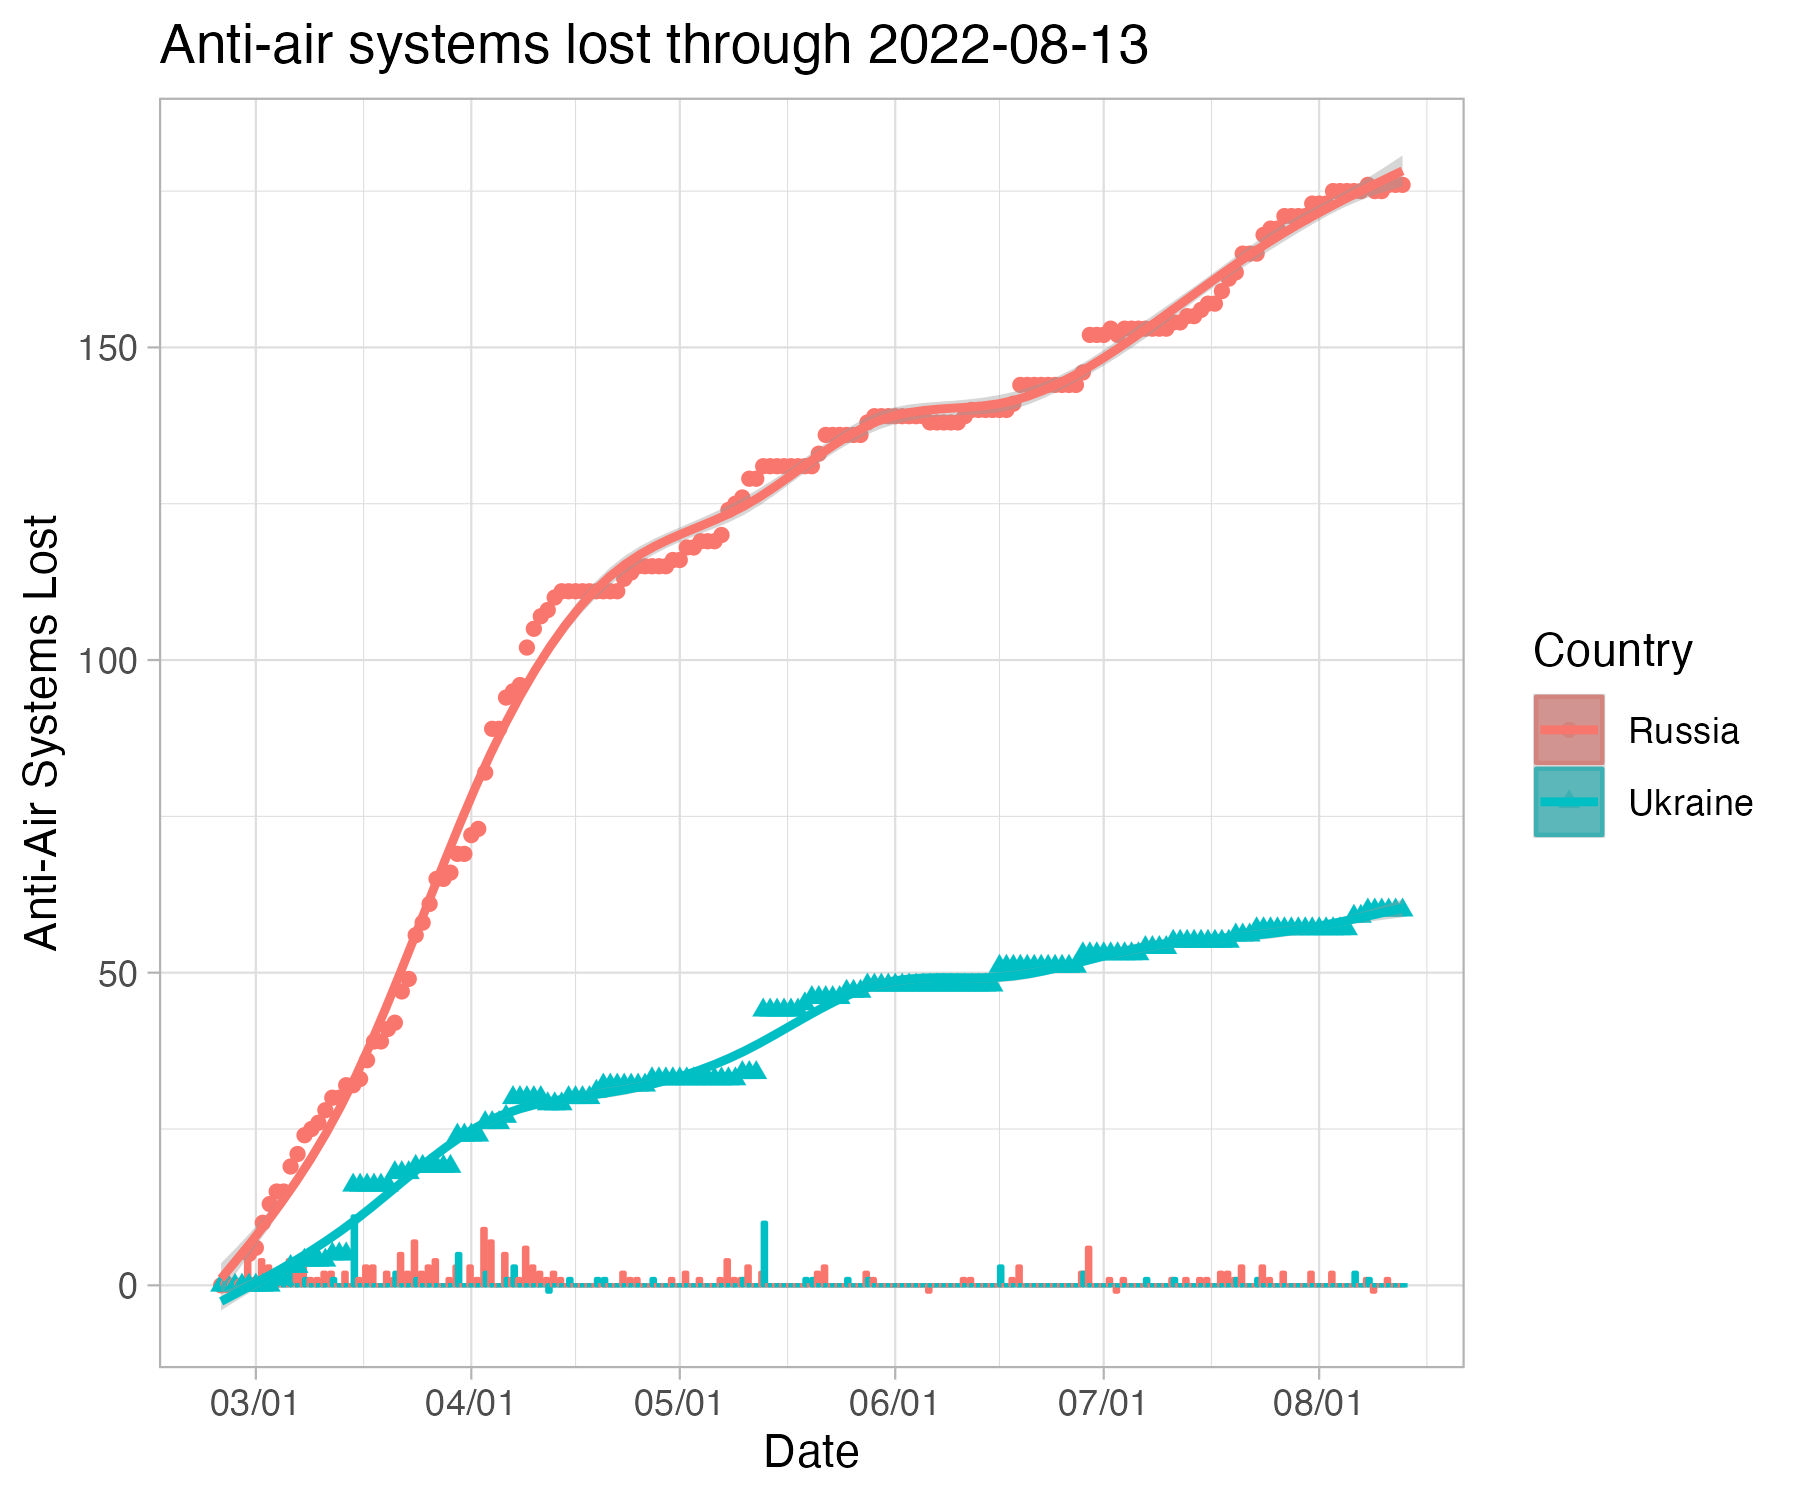 Anti-air systems lost through 2022-08-13
Anti-Air Systems Lost
150
100
50
0
03/01 04/01 05/01 06/01 07/01 08/01
Date
Country
Russia
Ukraine